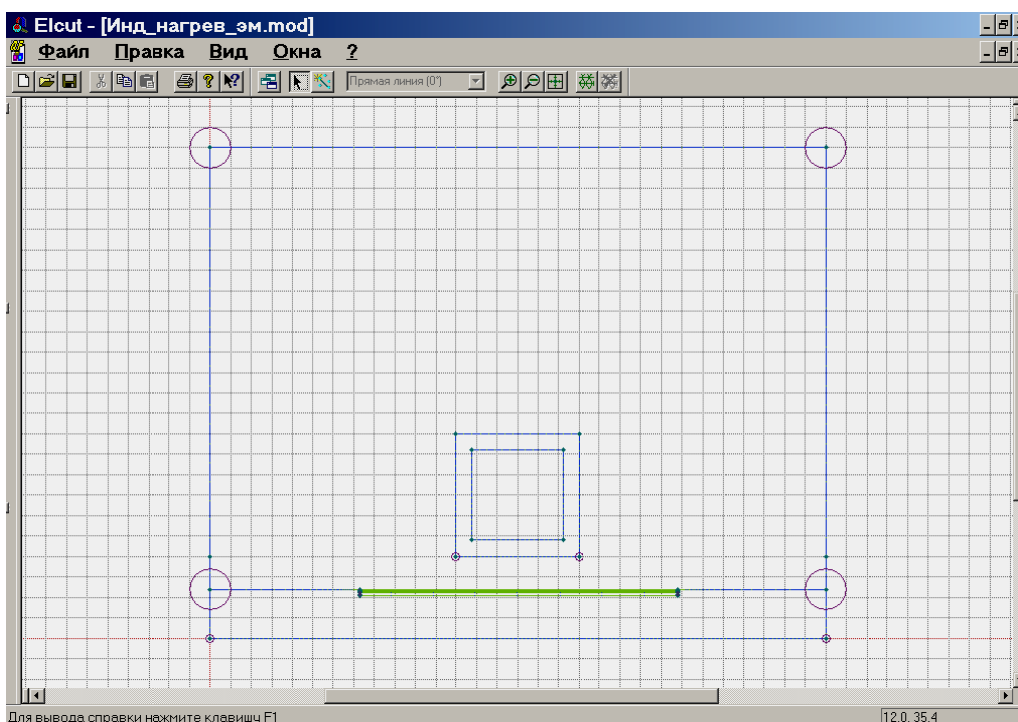 Elcut - [Инд_нагрев_эм.mod]
Файл Правка Вид Окна ?
Прямая линия (0°)
Для вывода справки нажмите клавишу F1
12.0, 35.4